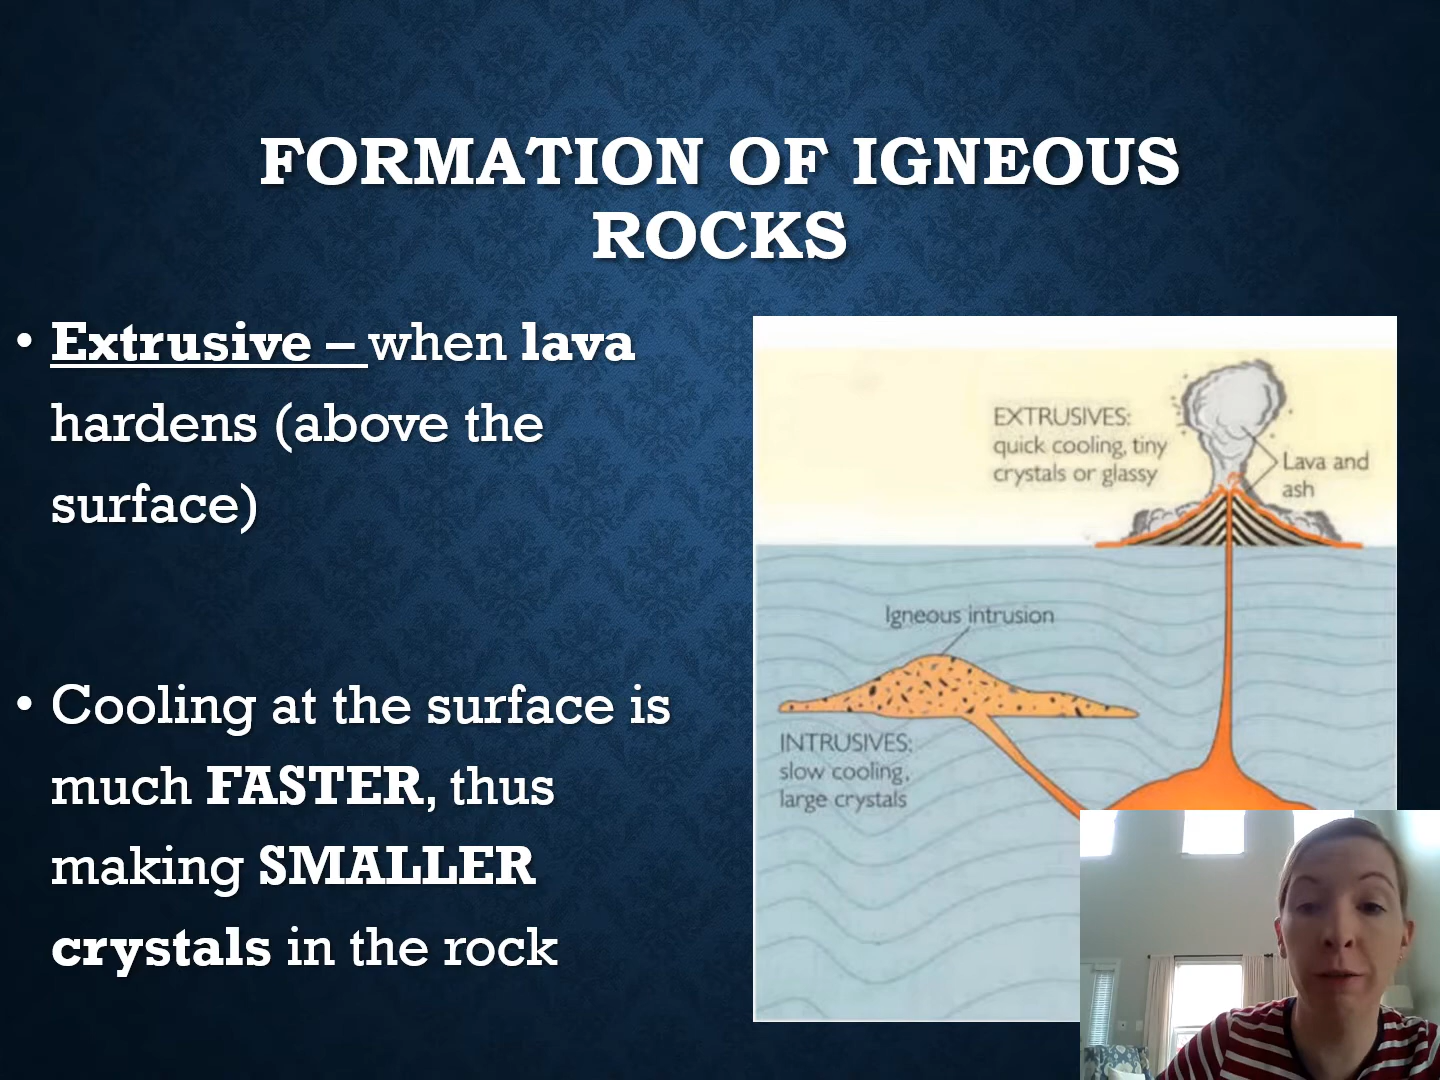 FORMATION OF IGNEOUS
ROCKS
• Extrusive – when lava
hardens (above the
surface)
• Cooling at the surface is
much FASTER, thus
making SMALLER
crystals in the rock
EXTRUSIVES:
quick cooling, tiny
crystals or glassy
Lava and
ash
Igneous intrusion
INTRUSIVES:
slow cooling,
large crystals